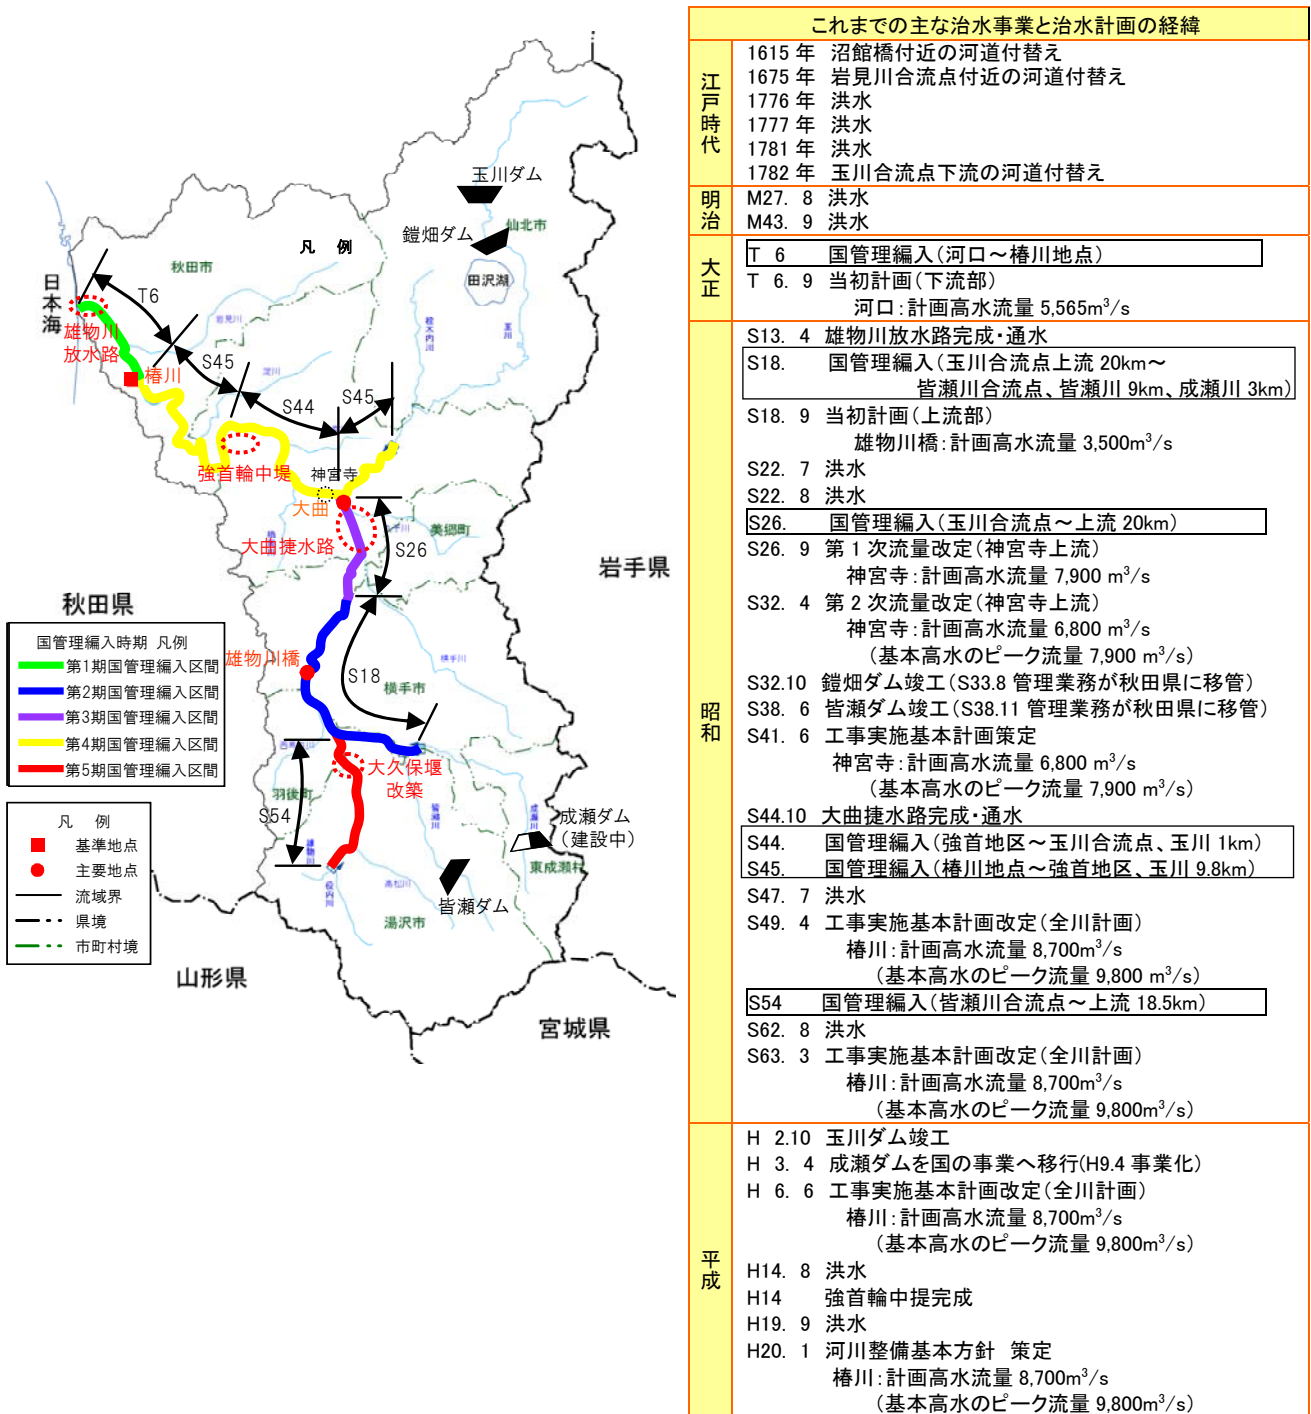 玉川ダム
鎧畑ダム
仙北市
凡 例
秋田市
田沢湖
日本海
T6
岩見川
桧木内川
玉川
雄物川
放水路
S45
淀川
S45
椿川
S44
強首輪中堤
神宮寺
大曲
美郷町
大曲捷水路
S26
岩手県
秋田県
国管理編入時期 凡例
第1期国管理編入区間
第2期国管理編入区間
第3期国管理編入区間
第4期国管理編入区間
第5期国管理編入区間
雄物川橋
横手川
S18
横手市
大久保堰
改築
羽後町
S54
皆瀬川
成瀬川
成瀬ダム
(建設中)
雄物川
東成瀬村
役内川
高松川
皆瀬ダム
湯沢市
凡 例
基準地点
主要地点
流域界
県境
市町村境
山形県
宮城県
これまでの主な治水事業と治水計画の経緯
江戸時代
1615 年 沼館橋付近の河道付替え
1675 年 岩見川合流点付近の河道付替え
1776 年 洪水
1777 年 洪水
1781 年 洪水
1782 年 玉川合流点下流の河道付替え
明治
M27. 8 洪水
M43. 9 洪水
大正
T 6 国管理編入(河口~椿川地点)
T 6. 9 当初計画(下流部)
河口:計画高水流量 5,565m³/s
昭和
S13. 4 雄物川放水路完成・通水
S18. 国管理編入(玉川合流点上流 20km~
皆瀬川合流点、皆瀬川 9km、成瀬川 3km)
S18. 9 当初計画(上流部)
雄物川橋:計画高水流量 3,500m³/s
S22. 7 洪水
S22. 8 洪水
S26. 国管理編入(玉川合流点~上流 20km)
S26. 9 第 1 次流量改定(神宮寺上流)
神宮寺:計画高水流量 7,900 m³/s
S32. 4 第 2 次流量改定(神宮寺上流)
神宮寺:計画高水流量 6,800 m³/s
(基本高水のピーク流量 7,900 m³/s)
S32.10 鎧畑ダム竣工(S33.8 管理業務が秋田県に移管)
S38. 6 皆瀬ダム竣工(S38.11 管理業務が秋田県に移管)
S41. 6 工事実施基本計画策定
神宮寺:計画高水流量 6,800 m³/s
(基本高水のピーク流量 7,900 m³/s)
S44.10 大曲捷水路完成・通水
S44. 国管理編入(強首地区~玉川合流点、玉川 1km)
S45. 国管理編入(椿川地点~強首地区、玉川 9.8km)
S47. 7 洪水
S49. 4 工事実施基本計画改定(全川計画)
椿川:計画高水流量 8,700m³/s
(基本高水のピーク流量 9,800 m³/s)
S54 国管理編入(皆瀬川合流点~上流 18.5km)
S62. 8 洪水
S63. 3 工事実施基本計画改定(全川計画)
椿川:計画高水流量 8,700m³/s
(基本高水のピーク流量 9,800m³/s)
平成
H 2.10 玉川ダム竣工
H 3. 4 成瀬ダムを国の事業へ移行(H9.4 事業化)
H 6. 6 工事実施基本計画改定(全川計画)
椿川:計画高水流量 8,700m³/s
(基本高水のピーク流量 9,800m³/s)
H14. 8 洪水
H14 強首輪中提完成
H19. 9 洪水
H20. 1 河川整備基本方針 策定
椿川:計画高水流量 8,700m³/s
(基本高水のピーク流量 9,800m³/s)